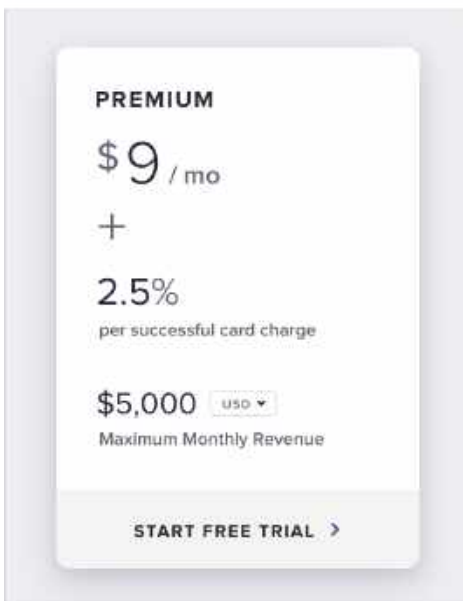 PREMIUM
$9 / mo
+
2.5%
per successful card charge
$5,000 USD
Maximum Monthly Revenue
START FREE TRIAL >